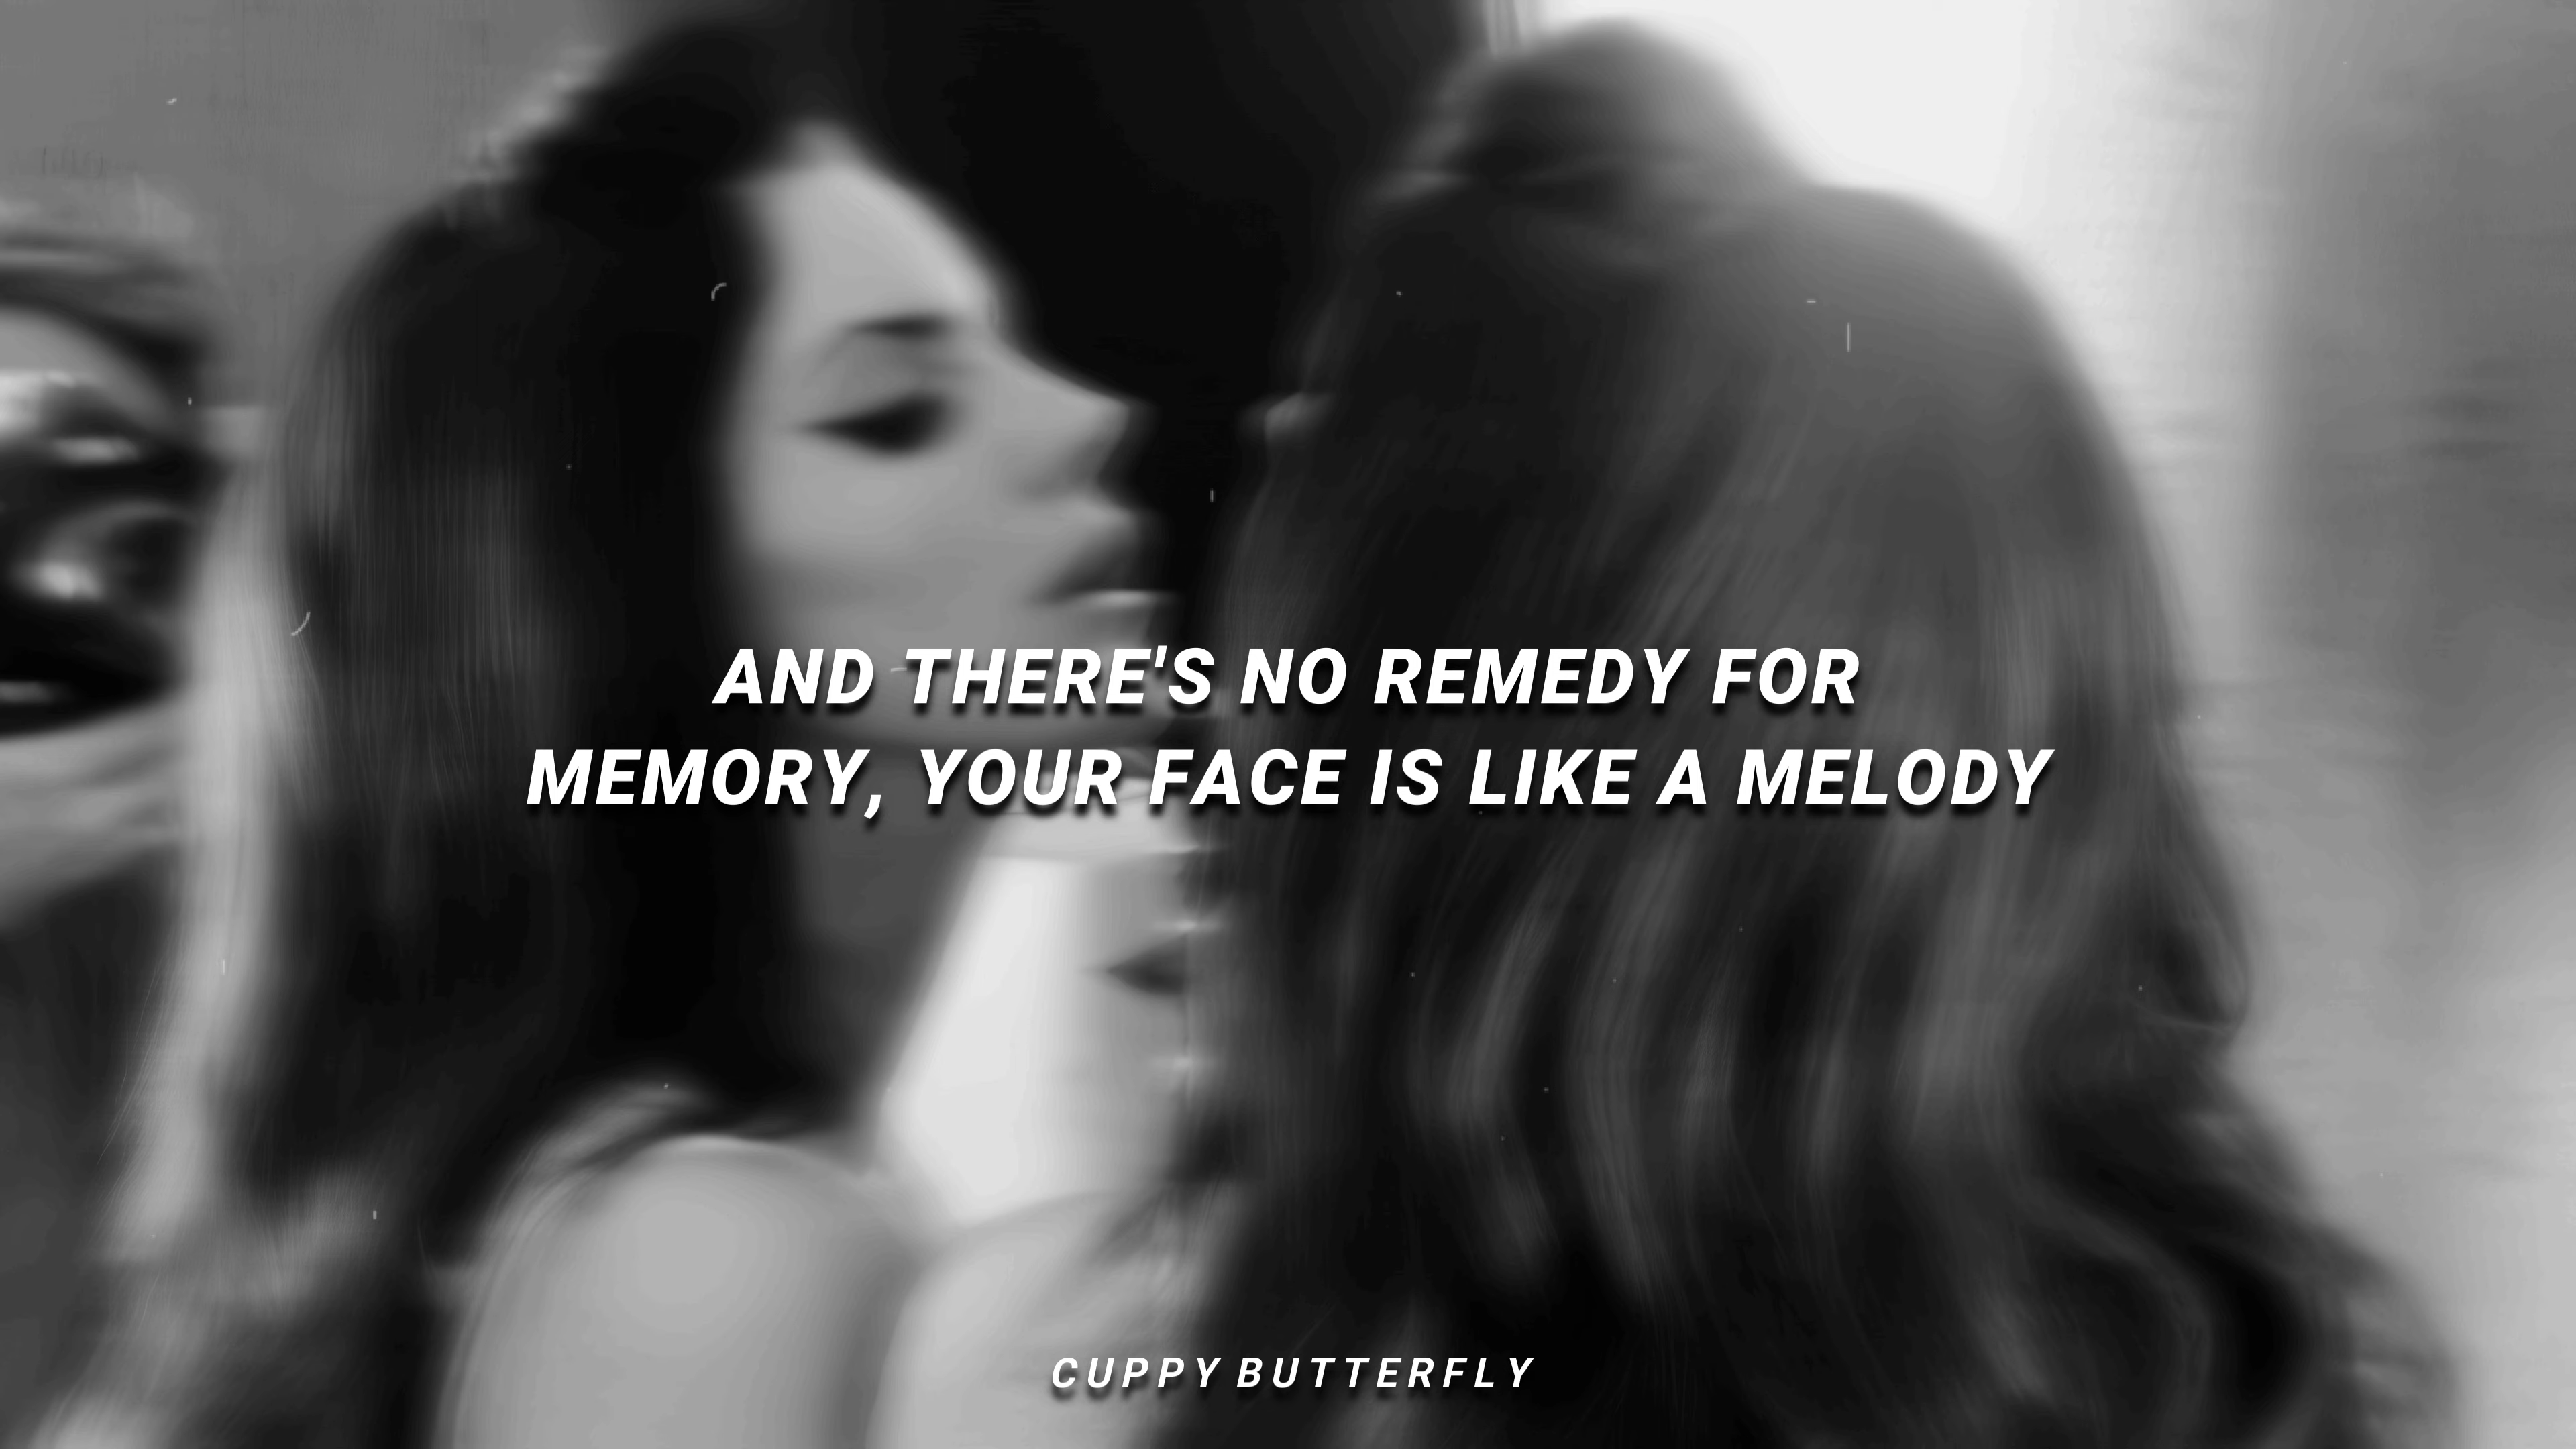 AND THERE'S NO REMEDY FOR
MEMORY, YOUR FACE IS LIKE A MELODY
CUPPY BUTTERFLY